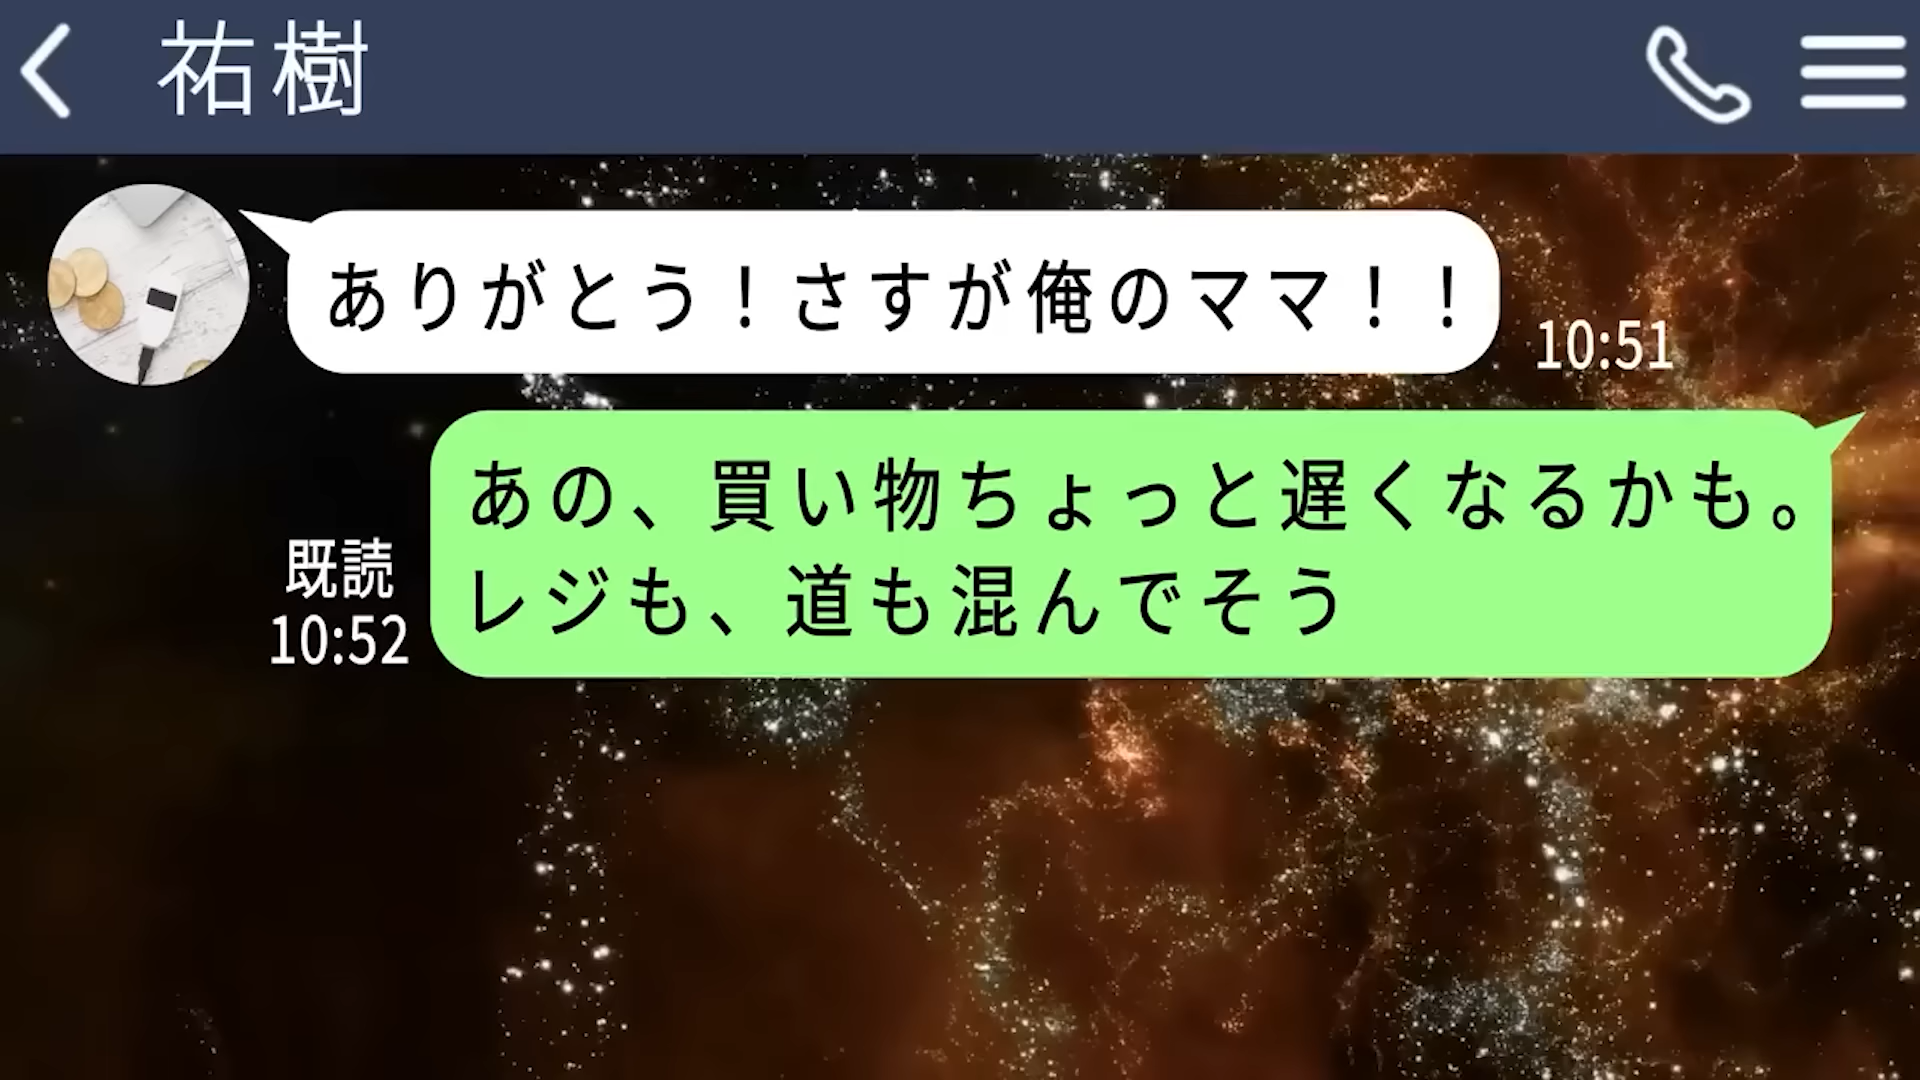 祐樹
ありがとう！さすが俺のママ！！
10:51
あの、買い物ちょっと遅くなるかも。
レジも、道も混んでそう
既読
10:52